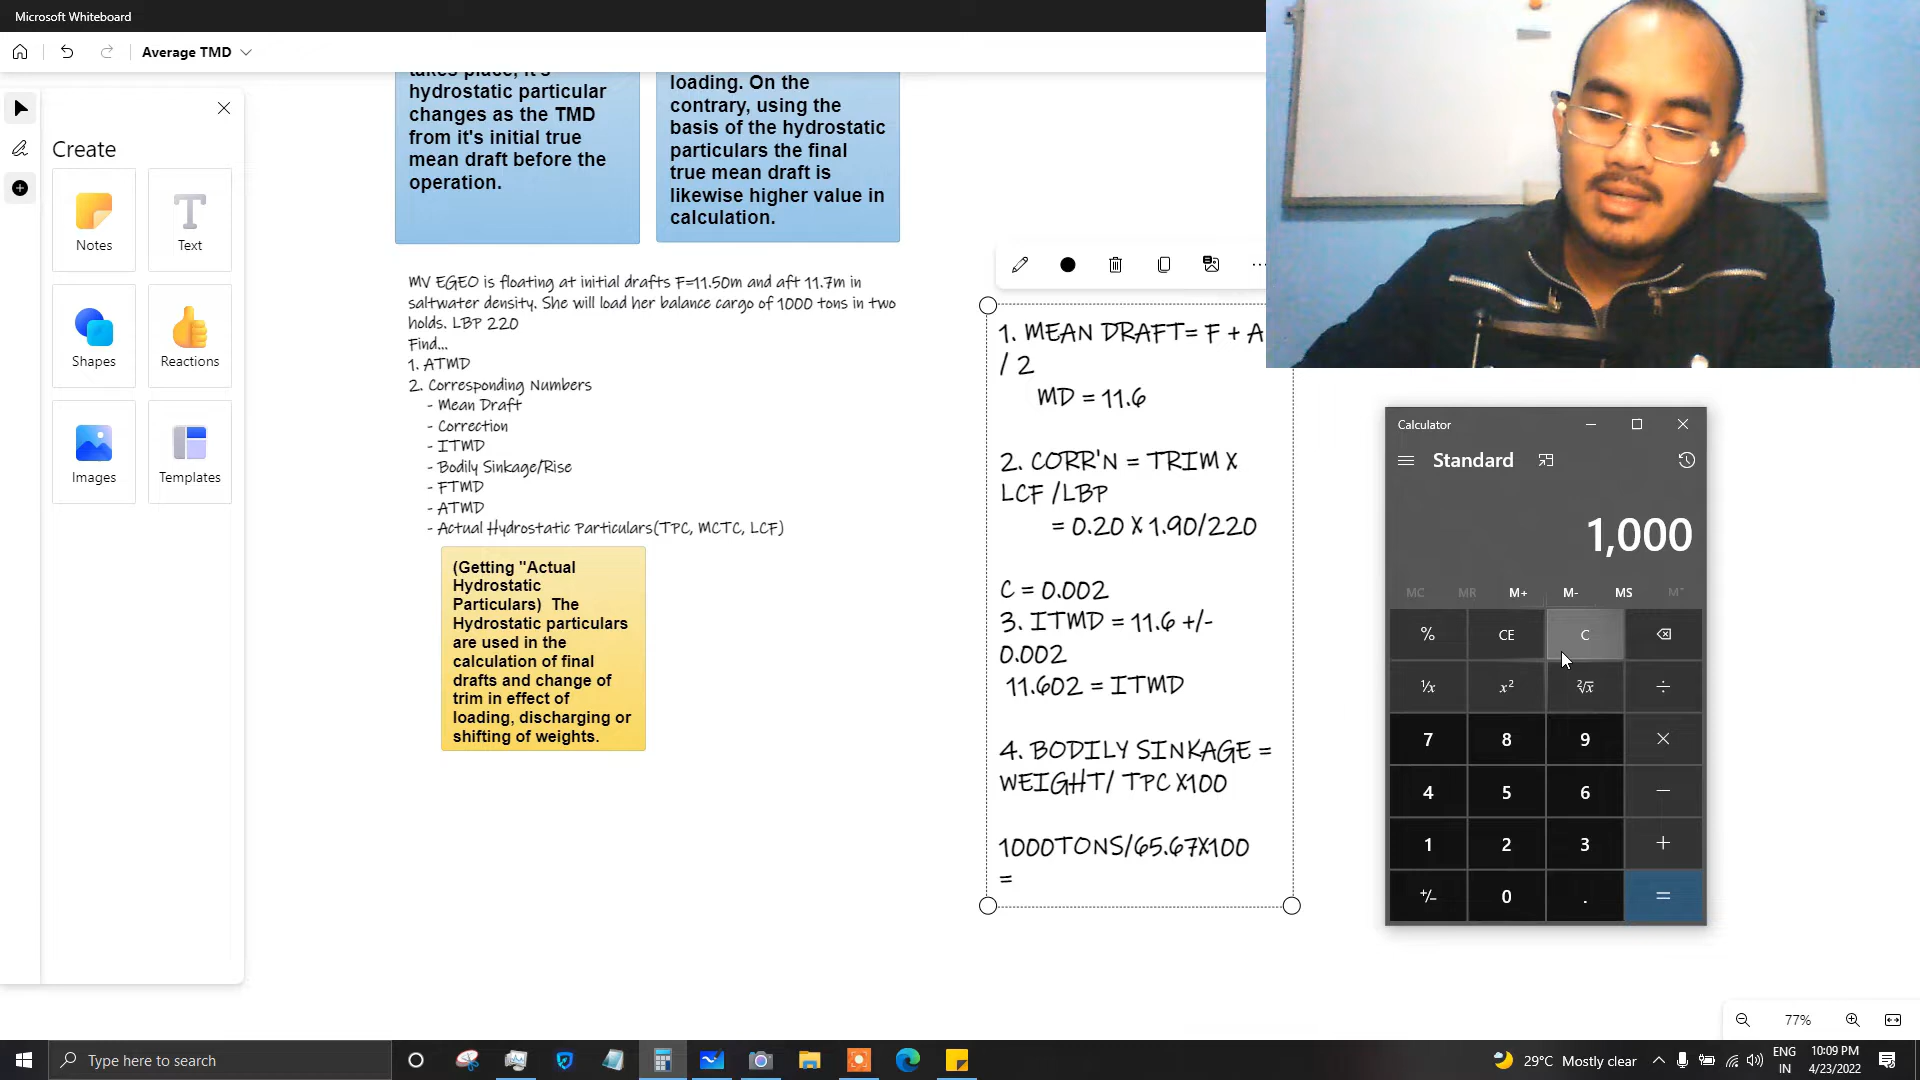 Microsoft Whiteboard
Average TMD
Create
Notes
Text
Shapes
Reactions
Images
Templates
hydrostatic particular
changes as the TMD
from it's initial true
mean draft before the
operation.
loading. On the
contrary, using the
basis of the hydrostatic
particulars the final
true mean draft is
likewise higher value in
calculation.
MV EGEO is floating at initial drafts F=11.50m and aft 11.7m in
saltwater density. She will load her balance cargo of 1000 tons in two
holds. LBP 220
Find...
1. ATMD
2. Corresponding Numbers
- Mean Draft
- Correction
- ITMD
- Bodily Sinkage/Rise
- FTMD
- ATMD
- Actual Hydrostatic Particulars(TPC, MCTC, LCF)
(Getting "Actual
Hydrostatic
Particulars) The
Hydrostatic particulars
are used in the
calculation of final
drafts and change of
trim in effect of
loading, discharging or
shifting of weights.
1. MEAN DRAFT= F + A
/ 2
MD = 11.6
2. CORR'N = TRIM X
LCF /LBP
= 0.20 X 1.90/220
C = 0.002
3. ITMD = 11.6 +/-
0.002
11.602 = ITMD
4. BODILY SINKAGE =
WEIGHT/ TPC X100
1000TONS/65.67X100
=
Calculator
Standard
1,000
MC MR M+ M- MS M˅
% CE C
¹/x x² ²√x ÷
7 8 9 ×
4 5 6 −
1 2 3 +
+/- 0 . =
77%
Type here to search
29°C Mostly clear
ENG
IN
10:09 PM
4/23/2022